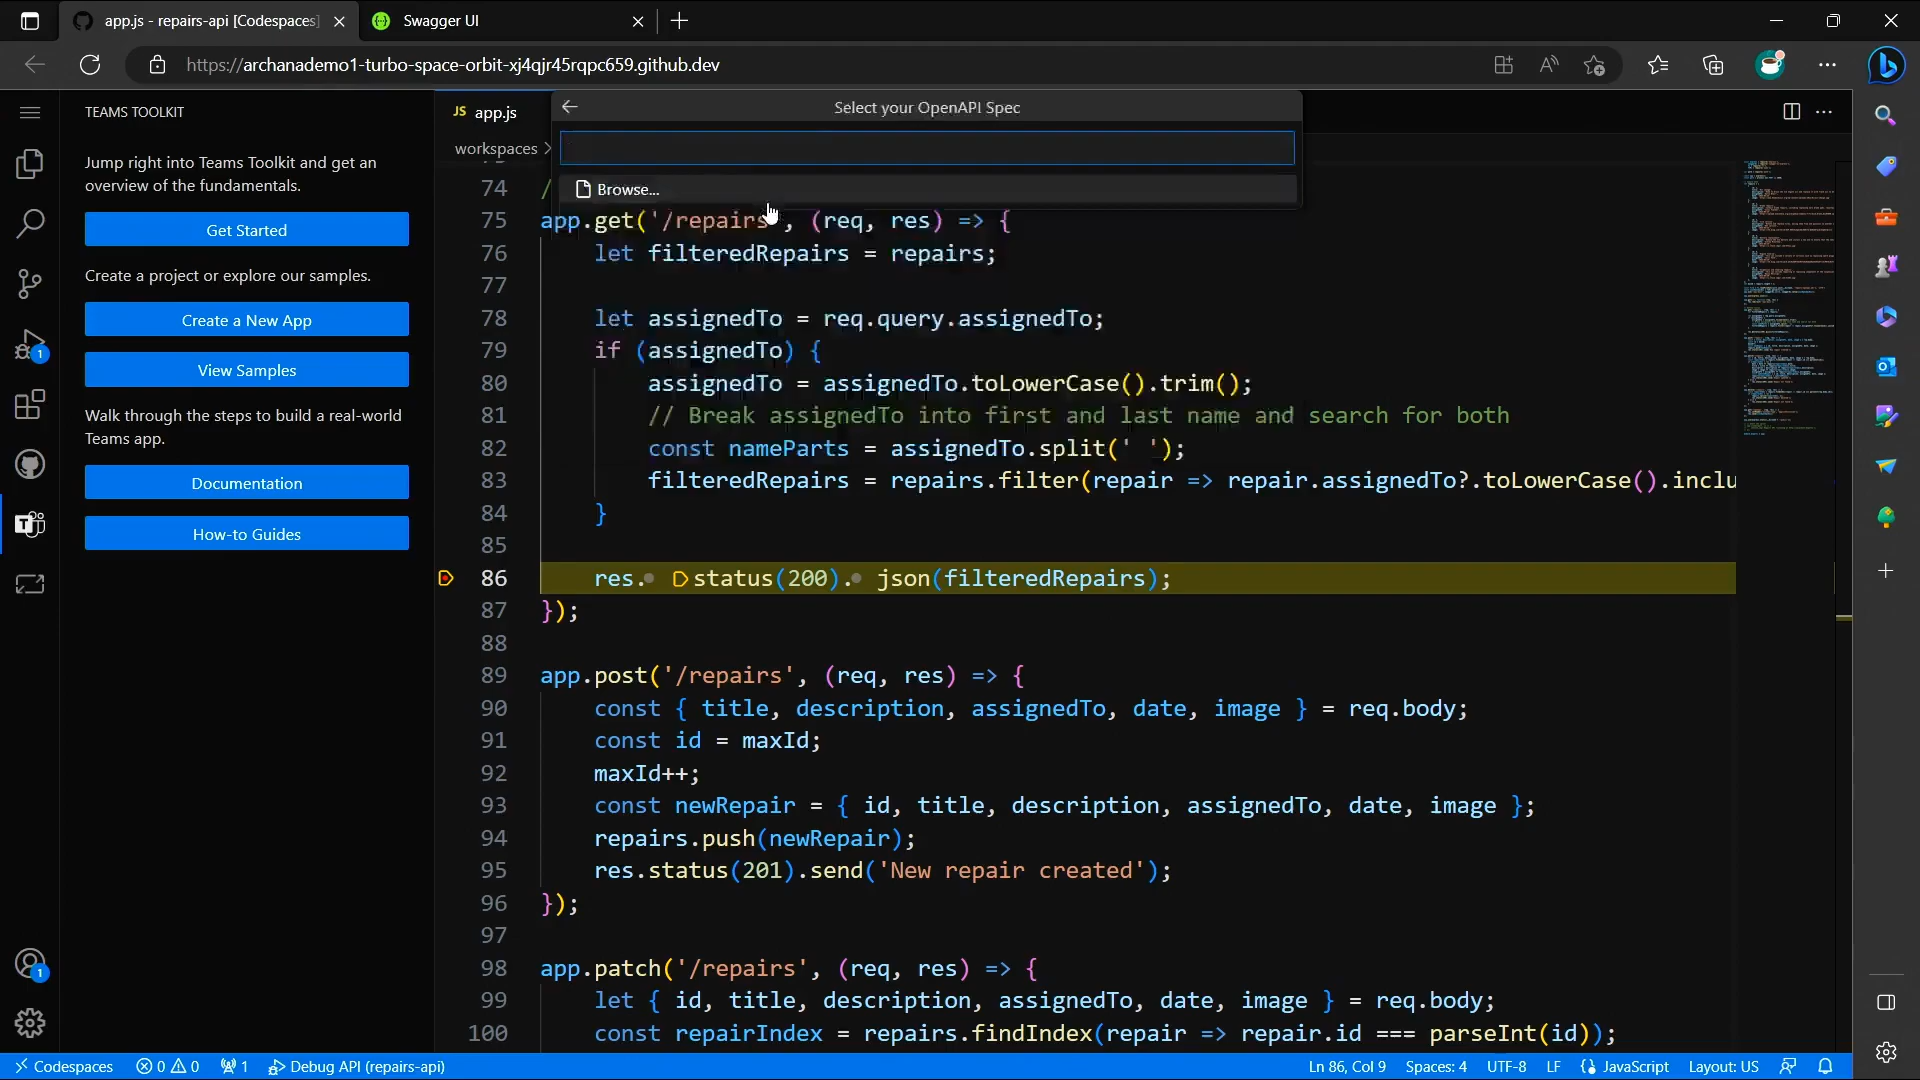 app.js - repairs-api [Codespaces]
Swagger UI
https://archanademo1-turbo-space-orbit-xj4qjr45rqpc659.github.dev
TEAMS TOOLKIT
Jump right into Teams Toolkit and get an
overview of the fundamentals.
Get Started
Create a project or explore our samples.
Create a New App
View Samples
Walk through the steps to build a real-world
Teams app.
Documentation
How-to Guides
1
1
JS app.js
workspaces >
Select your OpenAPI Spec
Browse...
74 /
75 app.get('/repairs', (req, res) => {
76 let filteredRepairs = repairs;
77
78 let assignedTo = req.query.assignedTo;
79 if (assignedTo) {
80 assignedTo = assignedTo.toLowerCase().trim();
81 // Break assignedTo into first and last name and search for both
82 const nameParts = assignedTo.split(' ');
83 filteredRepairs = repairs.filter(repair => repair.assignedTo?.toLowerCase().inclu
84 }
85
86 res.status(200).json(filteredRepairs);
87 });
88
89 app.post('/repairs', (req, res) => {
90 const { title, description, assignedTo, date, image } = req.body;
91 const id = maxId;
92 maxId++;
93 const newRepair = { id, title, description, assignedTo, date, image };
94 repairs.push(newRepair);
95 res.status(201).send('New repair created');
96 });
97
98 app.patch('/repairs', (req, res) => {
99 let { id, title, description, assignedTo, date, image } = req.body;
100 const repairIndex = repairs.findIndex(repair => repair.id === parseInt(id));
Codespaces 0 0 1 Debug API (repairs-api) Ln 86, Col 9 Spaces: 4 UTF-8 LF {} JavaScript Layout: US